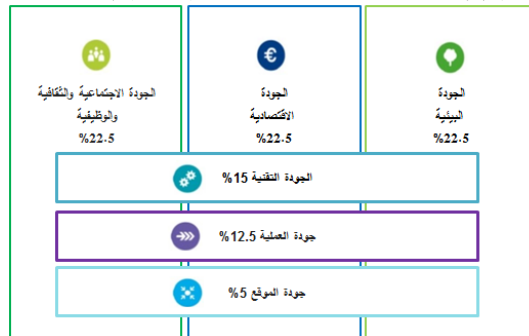 الجودة
البيئية
%22.5
الجودة
الاقتصادية
%22.5
الجودة الاجتماعية والثقافية
والوظيفية
%22.5
الجودة التقنية 15%
جودة العملية 12.5%
جودة الموقع 5%